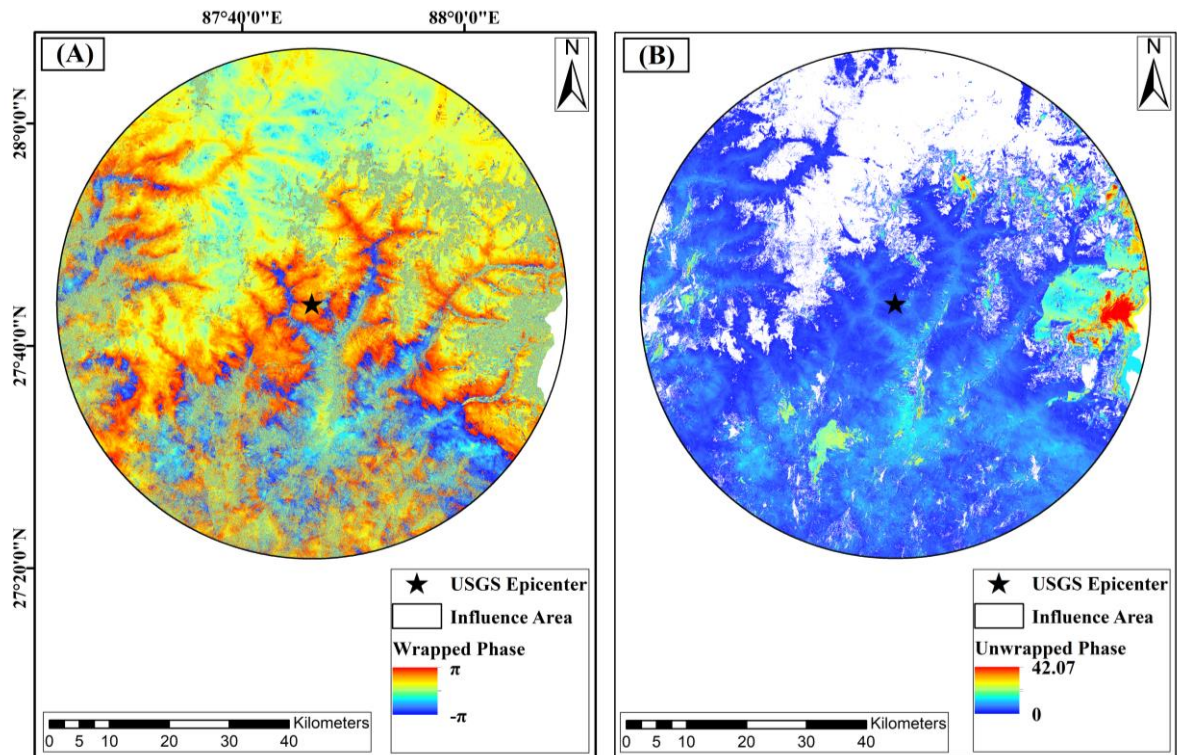 87°40'0"E
88°0'0"E
(A)
N
28°0'0"N
27°40'0"N
27°20'0"N
USGS Epicenter
Influence Area
Wrapped Phase
π
-π
Kilometers
0 5 10 20 30 40
(B)
N
USGS Epicenter
Influence Area
Unwrapped Phase
42.07
0
Kilometers
0 5 10 20 30 40